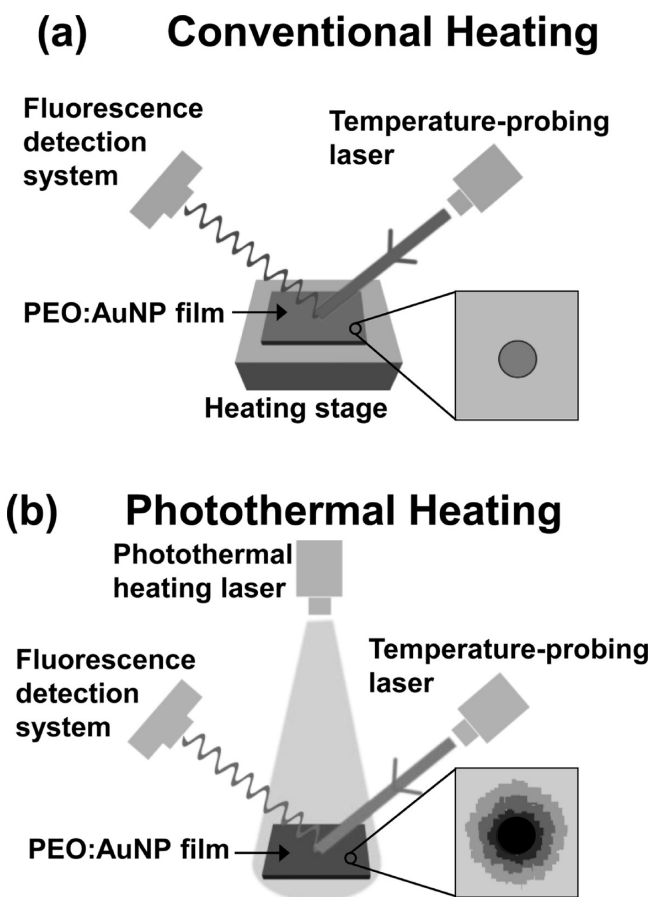 (a) Conventional Heating
Fluorescence
detection
system
Temperature-probing
laser
PEO:AuNP film
Heating stage
(b) Photothermal Heating
Photothermal
heating laser
Fluorescence
detection
system
Temperature-probing
laser
PEO:AuNP film